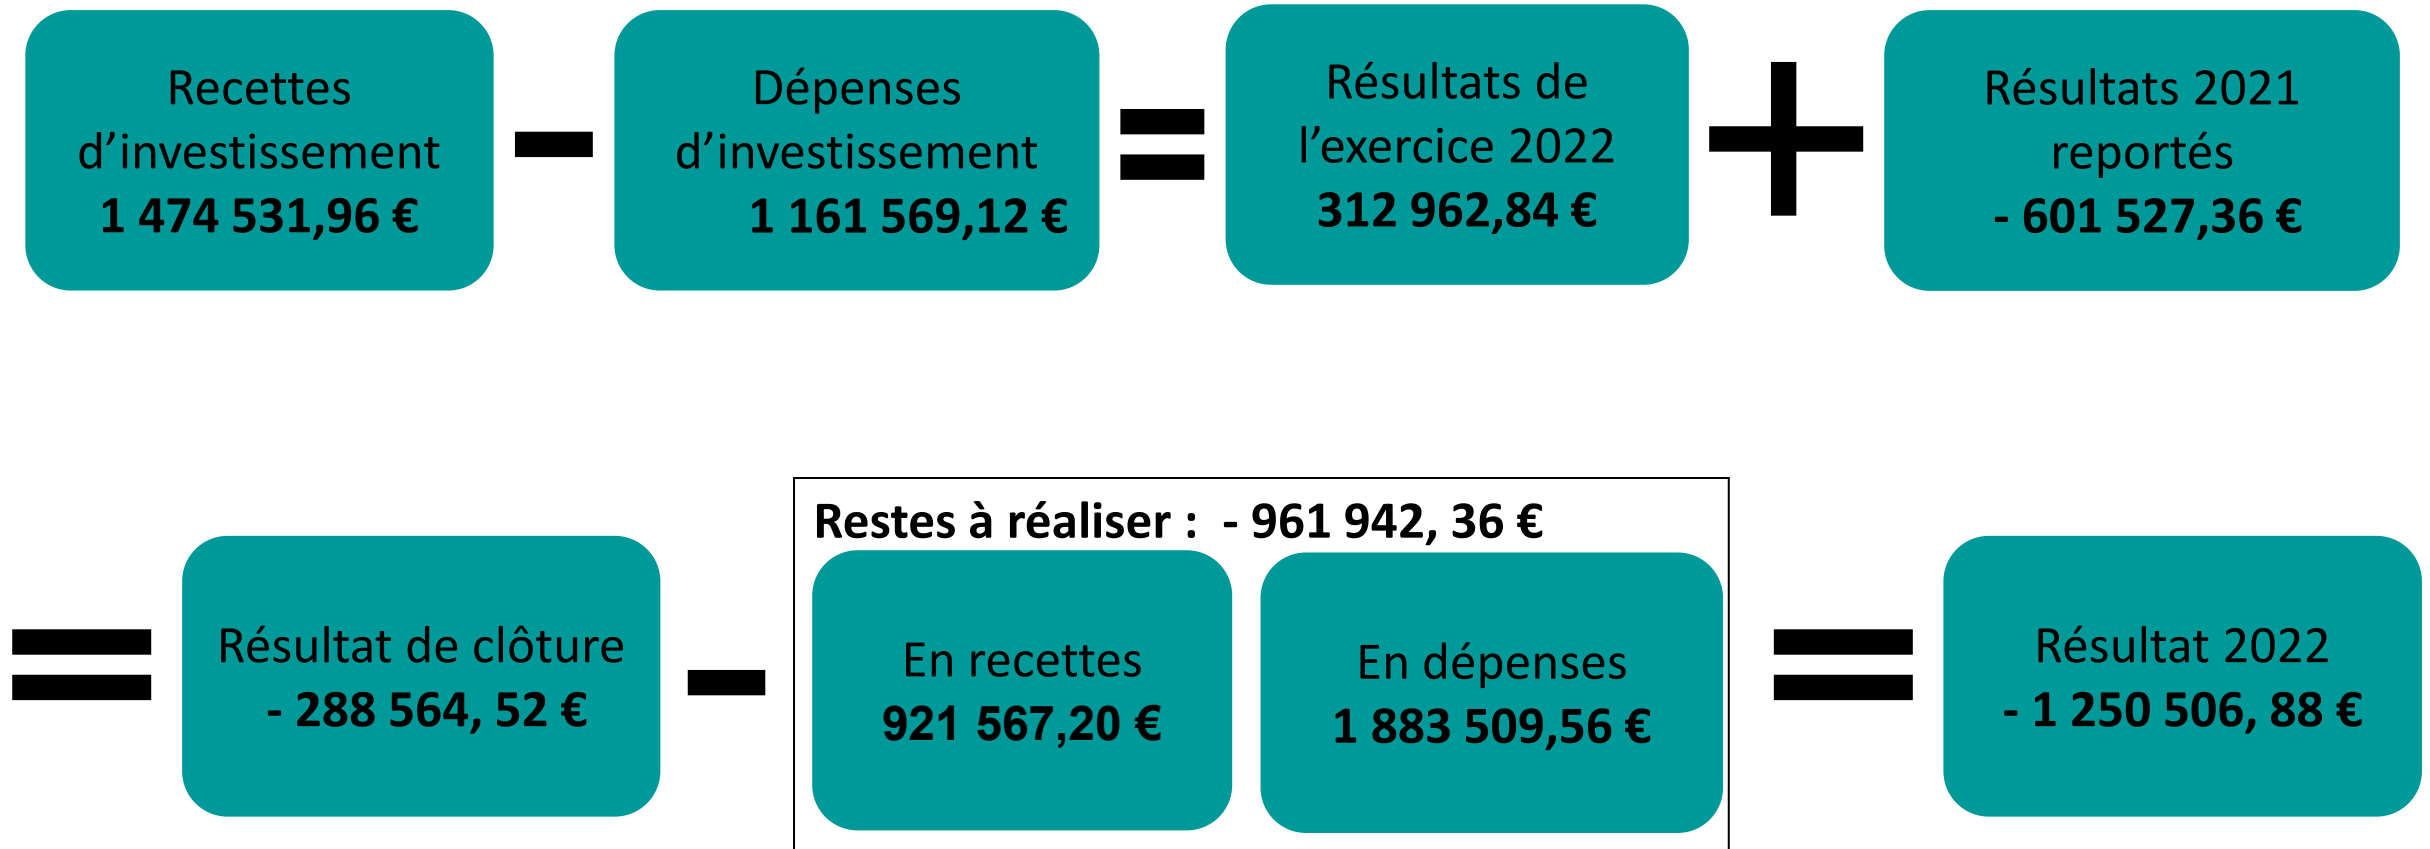 Recettes
d’investissement
1 474 531,96 €
-
Dépenses
d’investissement
1 161 569,12 €
=
Résultats de
l’exercice 2022
312 962,84 €
+
Résultats 2021
reportés
- 601 527,36 €
=
Résultat de clôture
- 288 564, 52 €
-
Restes à réaliser :  - 961 942, 36 €
En recettes
921 567,20 €
En dépenses
1 883 509,56 €
=
Résultat 2022
- 1 250 506, 88 €